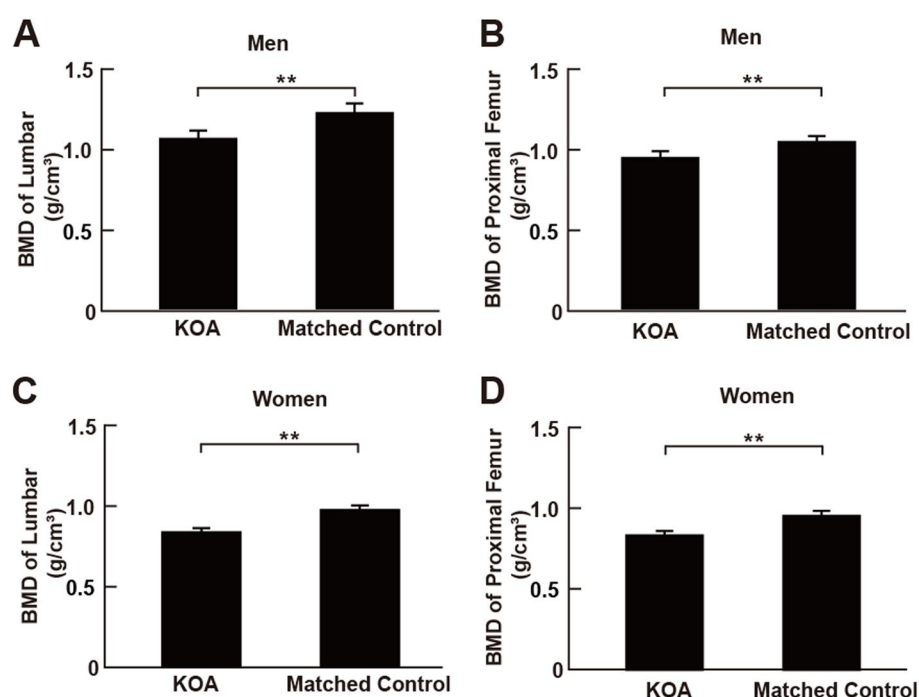 A
Men
BMD of Lumbar
(g/cm³)
1.5
1.0
0.5
0
**
KOA
Matched Control
B
Men
BMD of Proximal Femur
(g/cm³)
1.5
1.0
0.5
0
**
KOA
Matched Control
C
Women
BMD of Lumbar
(g/cm³)
1.5
1.0
0.5
0
**
KOA
Matched Control
D
Women
BMD of Proximal Femur
(g/cm³)
1.5
1.0
0.5
0
**
KOA
Matched Control